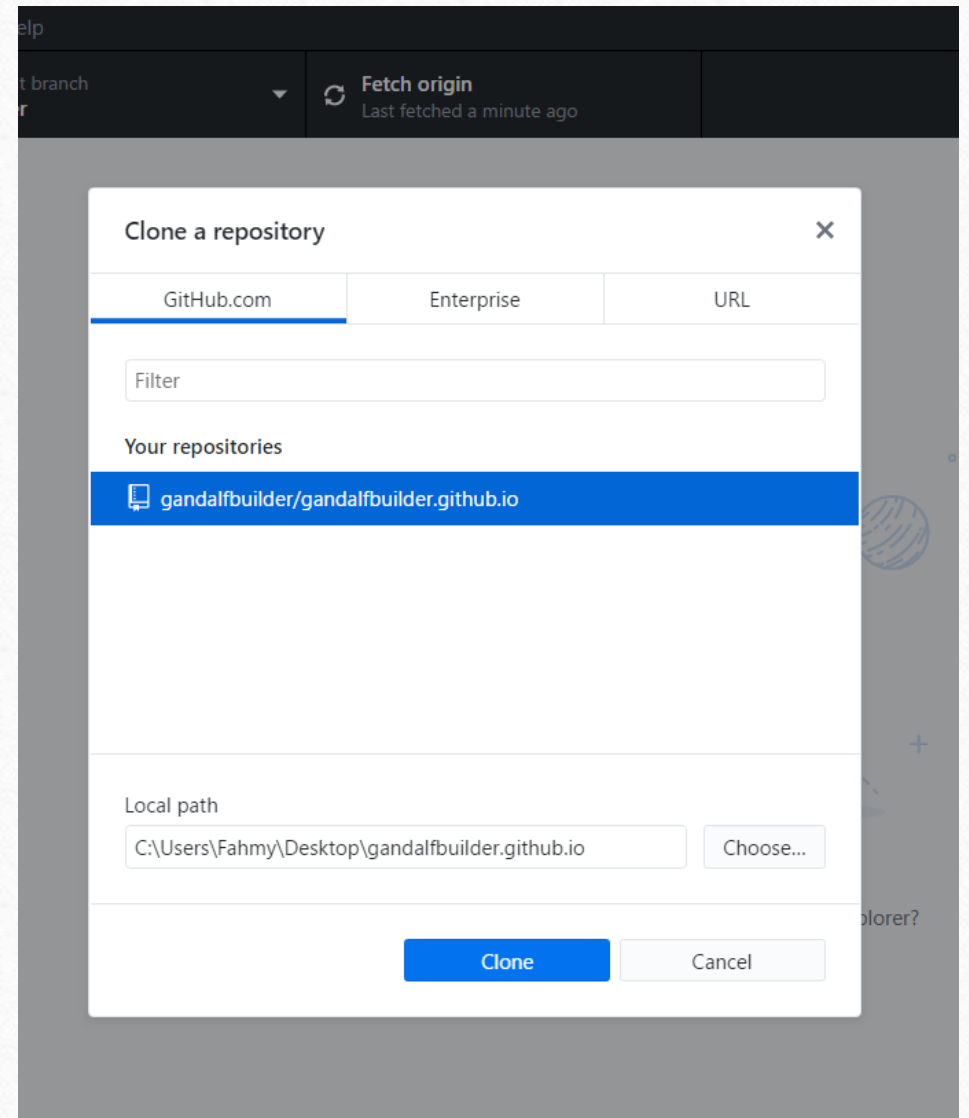 elp
t branch
r
Fetch origin
Last fetched a minute ago
Clone a repository
GitHub.com
Enterprise
URL
Filter
Your repositories
gandalfbuilder/gandalfbuilder.github.io
Local path
C:\Users\Fahmy\Desktop\gandalfbuilder.github.io
Choose...
plorer?
Clone
Cancel